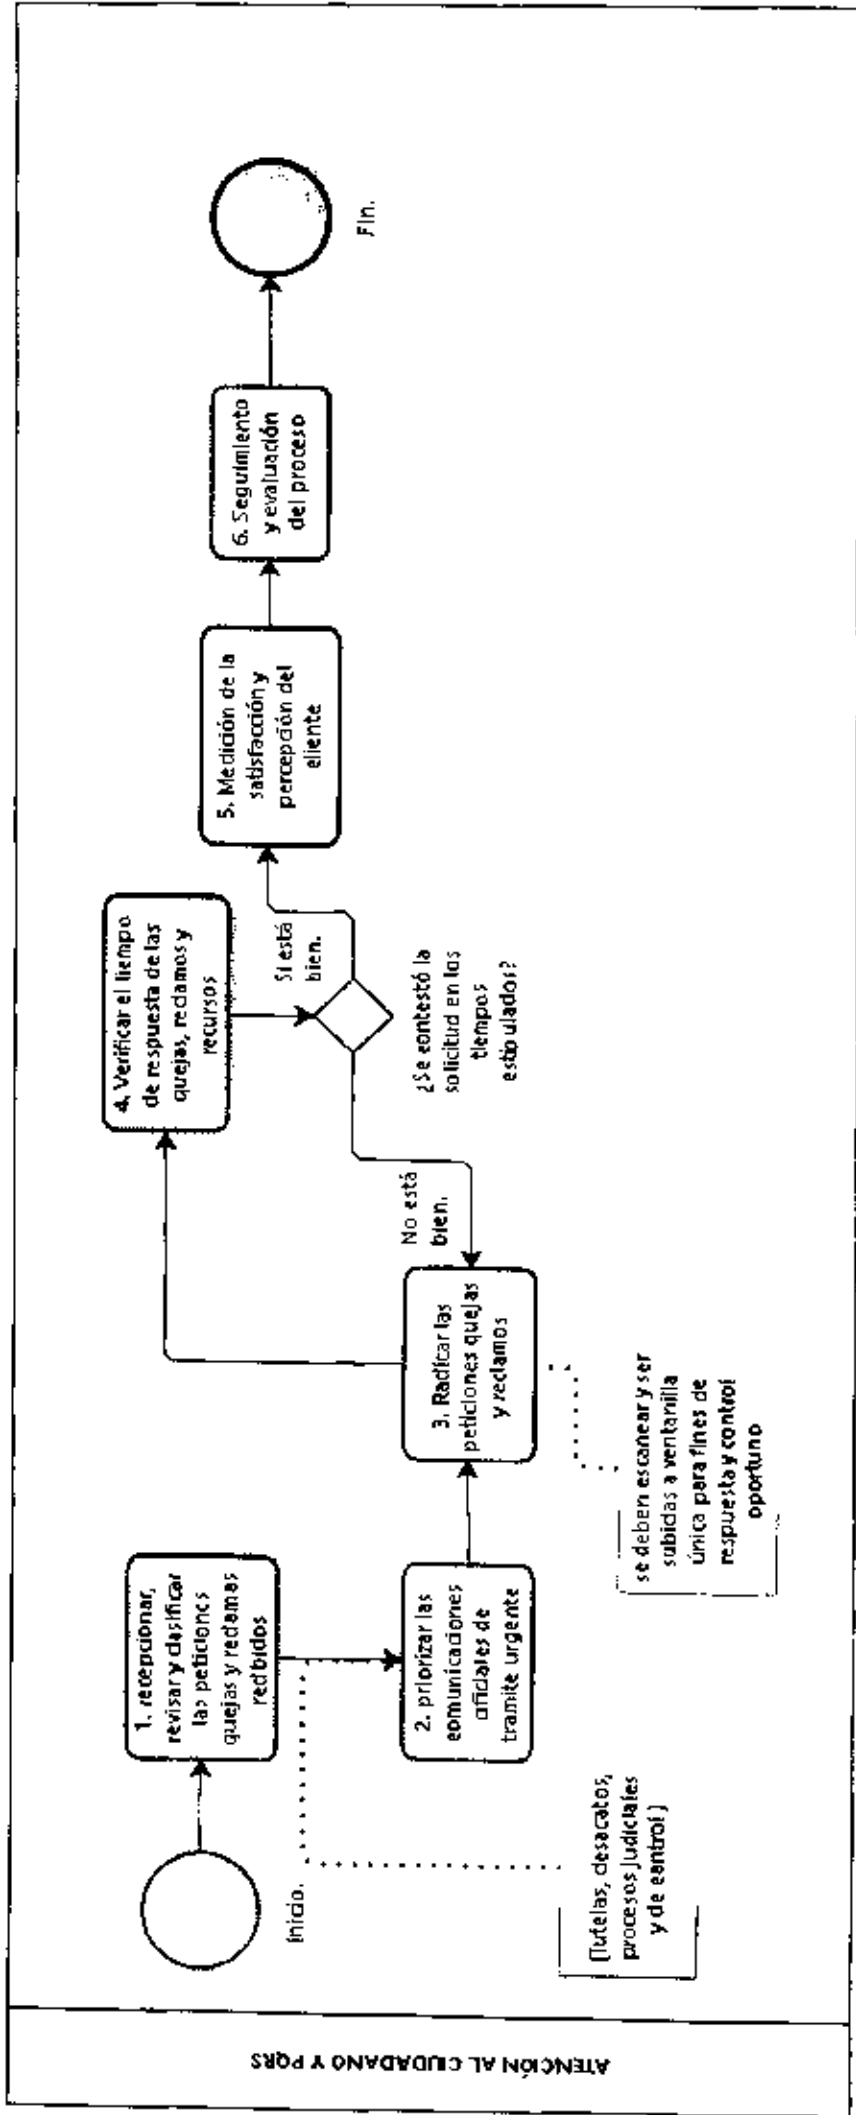 ATENCIÓN AL CIUDADANO Y PQRS
Inicio.
1. recepcionar,
revisar y clasificar
las peticiones
quejas y reclamas
recibidos
(Tutelas, desacatos,
procesos judiciales
y de control)
2. priorizar las
comunicaciones
oficiales de
tramite urgente
3. Radicar las
peticiones quejas
y reclamos
se deben escanear y ser
subidas a ventanilla
única para fines de
respuesta y control
oportuno
4. Verificar el tiempo
de respuesta de las
quejas, reclamos y
recursos
¿Se contestó la
solicitud en los
tiempos
estipulados?
No está
bien.
Si está
bien.
5. Medición de la
satisfacción y
percepción del
cliente
6. Seguimiento
y evaluación
del proceso
Fin.